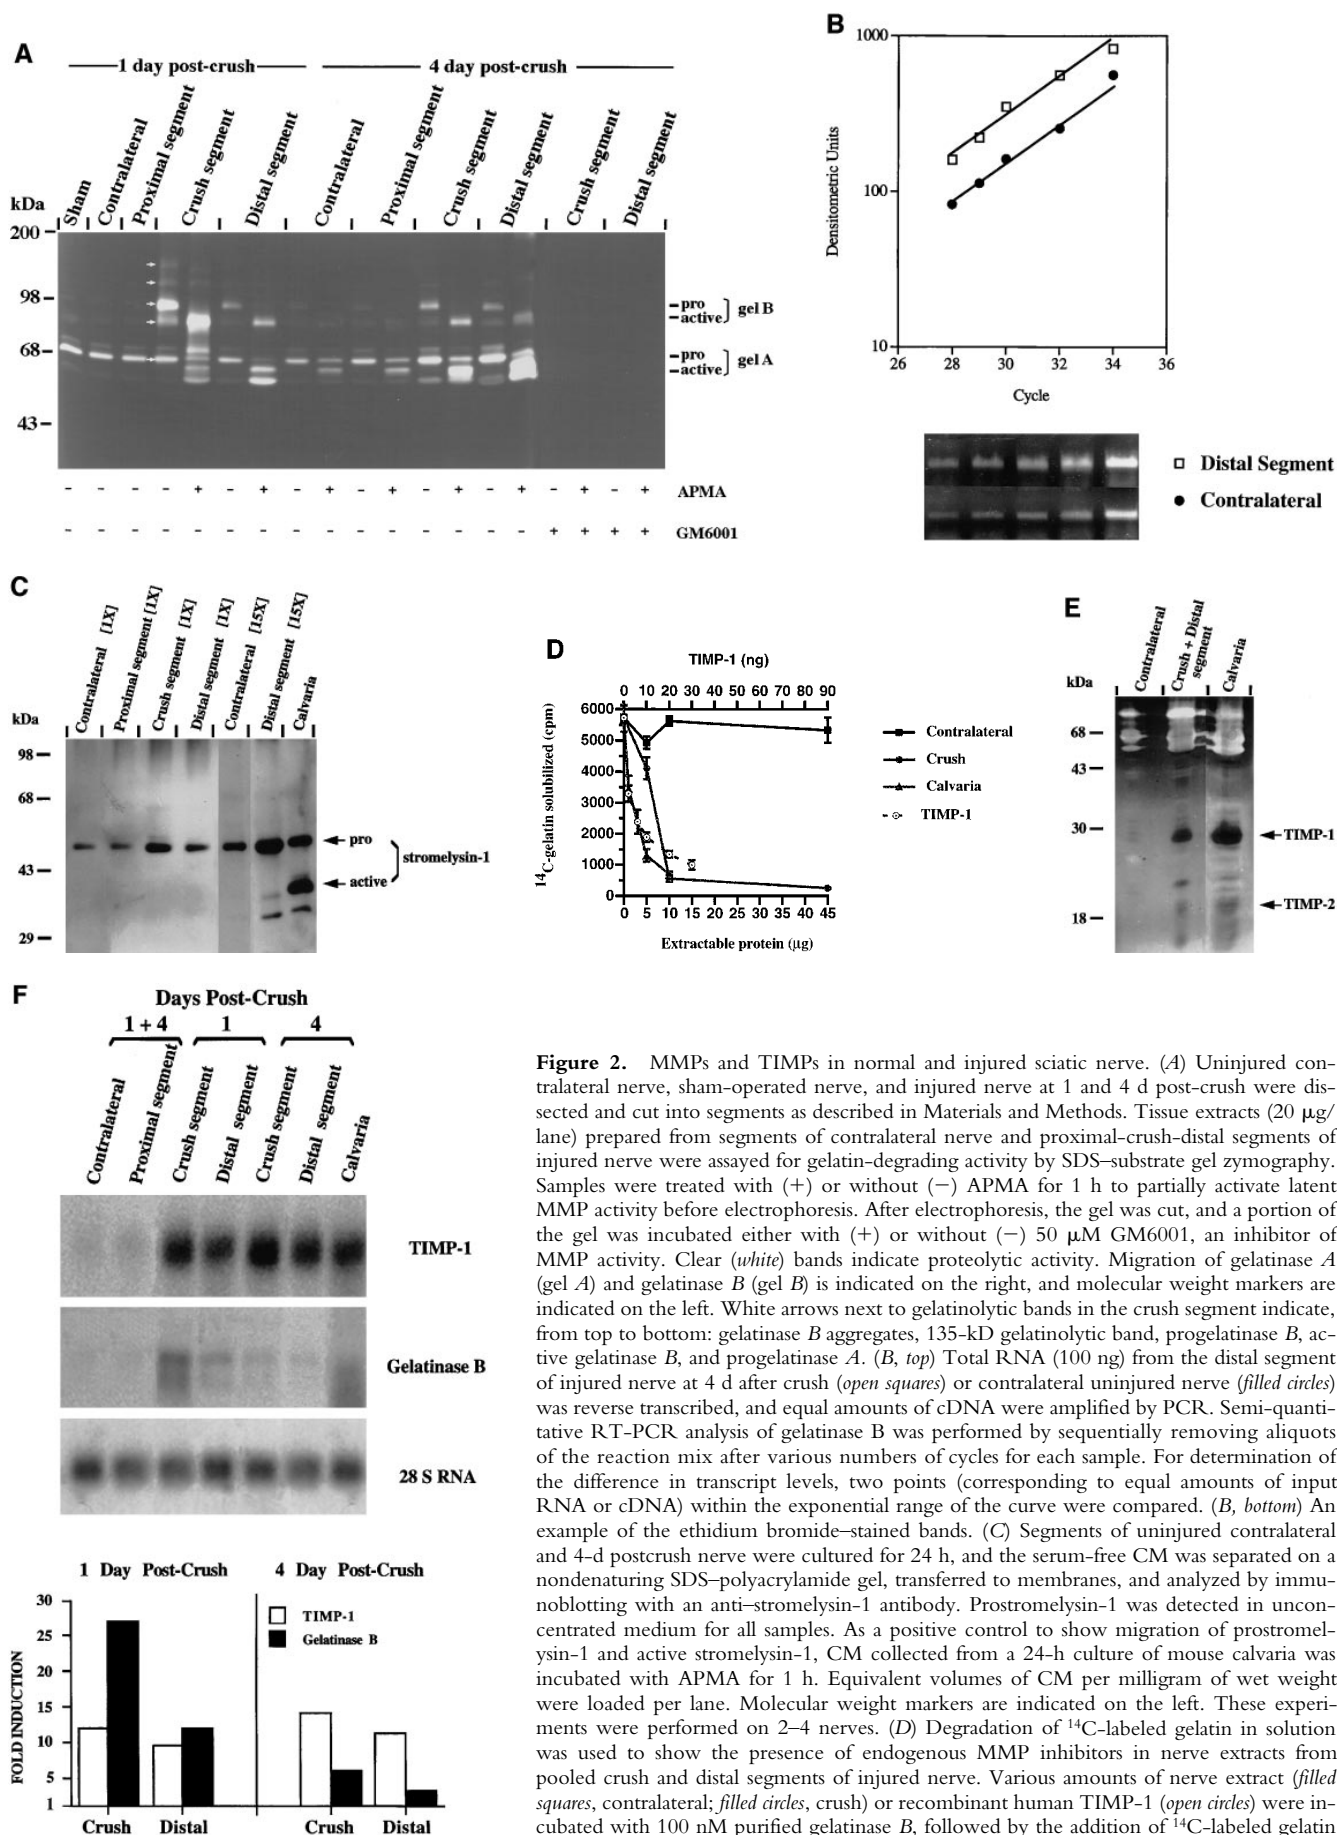 A
1 day post-crush
4 day post-crush
Sham
Contralateral
Proximal segment
Crush segment
Distal segment
Contralateral
Proximal segment
Crush segment
Distal segment
Crush segment
Distal segment
kDa
200
98
68
43
pro
active
gel B
pro
active
gel A
- - - - + - + - + - + - + - + - + - + APMA
- - - - - - - - - - - - - - - + + + + GM6001
B
1000
100
10
Densitometric Units
26 28 30 32 34 36
Cycle
Distal Segment
Contralateral
C
Contralateral [1X]
Proximal segment [1X]
Crush segment [1X]
Distal segment [1X]
Contralateral [15X]
Distal segment [15X]
Calvaria
kDa
98
68
43
29
pro
stromelysin-1
active
D
TIMP-1 (ng)
0 10 20 30 40 50 60 70 80 90
14C-gelatin solubilized (cpm)
6000
5000
4000
3000
2000
1000
0
0 5 10 15 20 25 30 35 40 45
Extractable protein (µg)
Contralateral
Crush
Calvaria
TIMP-1
E
Contralateral
Crush + Distal segment
Calvaria
kDa
68
43
30
18
TIMP-1
TIMP-2
F
Days Post-Crush
1 + 4 1 4
Contralateral
Proximal segment
Crush segment
Distal segment
Crush segment
Distal segment
Calvaria
TIMP-1
Gelatinase B
28 S RNA
1 Day Post-Crush 4 Day Post-Crush
30
25
20
15
10
5
1
FOLD INDUCTION
TIMP-1
Gelatinase B
Crush Distal Crush Distal
Figure 2. MMPs and TIMPs in normal and injured sciatic nerve. (A) Uninjured con-
tralateral nerve, sham-operated nerve, and injured nerve at 1 and 4 d post-crush were dis-
sected and cut into segments as described in Materials and Methods. Tissue extracts (20 µg/
lane) prepared from segments of contralateral nerve and proximal-crush-distal segments of
injured nerve were assayed for gelatin-degrading activity by SDS–substrate gel zymography.
Samples were treated with (+) or without (−) APMA for 1 h to partially activate latent
MMP activity before electrophoresis. After electrophoresis, the gel was cut, and a portion of
the gel was incubated either with (+) or without (−) 50 µM GM6001, an inhibitor of
MMP activity. Clear (white) bands indicate proteolytic activity. Migration of gelatinase A
(gel A) and gelatinase B (gel B) is indicated on the right, and molecular weight markers are
indicated on the left. White arrows next to gelatinolytic bands in the crush segment indicate,
from top to bottom: gelatinase B aggregates, 135-kD gelatinolytic band, progelatinase B, ac-
tive gelatinase B, and progelatinase A. (B, top) Total RNA (100 ng) from the distal segment
of injured nerve at 4 d after crush (open squares) or contralateral uninjured nerve (filled circles)
was reverse transcribed, and equal amounts of cDNA were amplified by PCR. Semi-quanti-
tative RT-PCR analysis of gelatinase B was performed by sequentially removing aliquots
of the reaction mix after various numbers of cycles for each sample. For determination of
the difference in transcript levels, two points (corresponding to equal amounts of input
RNA or cDNA) within the exponential range of the curve were compared. (B, bottom) An
example of the ethidium bromide–stained bands. (C) Segments of uninjured contralateral
and 4-d postcrush nerve were cultured for 24 h, and the serum-free CM was separated on a
nondenaturing SDS–polyacrylamide gel, transferred to membranes, and analyzed by immu-
noblotting with an anti–stromelysin-1 antibody. Prostromelysin-1 was detected in uncon-
centrated medium for all samples. As a positive control to show migration of prostromel-
ysin-1 and active stromelysin-1, CM collected from a 24-h culture of mouse calvaria was
incubated with APMA for 1 h. Equivalent volumes of CM per milligram of wet weight
were loaded per lane. Molecular weight markers are indicated on the left. These experi-
ments were performed on 2–4 nerves. (D) Degradation of 14C-labeled gelatin in solution
was used to show the presence of endogenous MMP inhibitors in nerve extracts from
pooled crush and distal segments of injured nerve. Various amounts of nerve extract (filled
squares, contralateral; filled circles, crush) or recombinant human TIMP-1 (open circles) were in-
cubated with 100 nM purified gelatinase B, followed by the addition of 14C-labeled gelatin